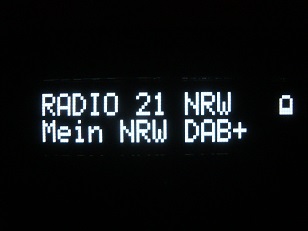 RADIO 21 NRW
Mein NRW DAB+